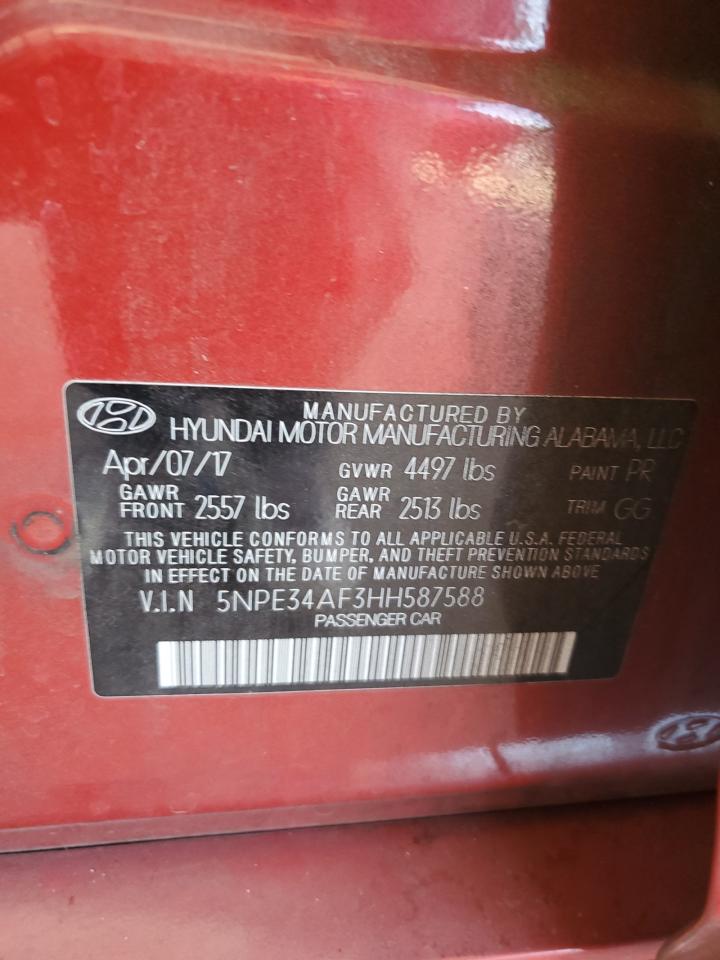 MANUFACTURED BY
HYUNDAI MOTOR MANUFACTURING ALABAMA, LLC
Apr/07/17 GVWR 4497 lbs PAINT PR
GAWR FRONT 2557 lbs GAWR REAR 2513 lbs TRIM GG
THIS VEHICLE CONFORMS TO ALL APPLICABLE U.S.A. FEDERAL
MOTOR VEHICLE SAFETY, BUMPER, AND THEFT PREVENTION STANDARDS
IN EFFECT ON THE DATE OF MANUFACTURE SHOWN ABOVE
V.I.N 5NPE34AF3HH587588
PASSENGER CAR